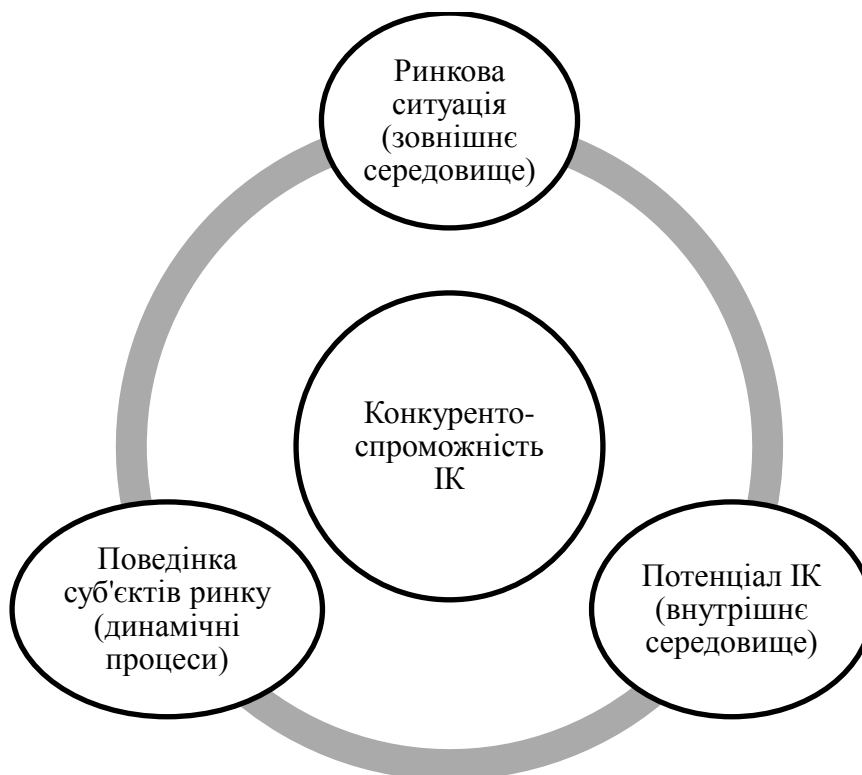 Ринкова
ситуація
(зовнішнє
середовище)
Конкуренто-
спроможність
ІК
Поведінка
суб'єктів ринку
(динамічні
процеси)
Потенціал ІК
(внутрішнє
середовище)